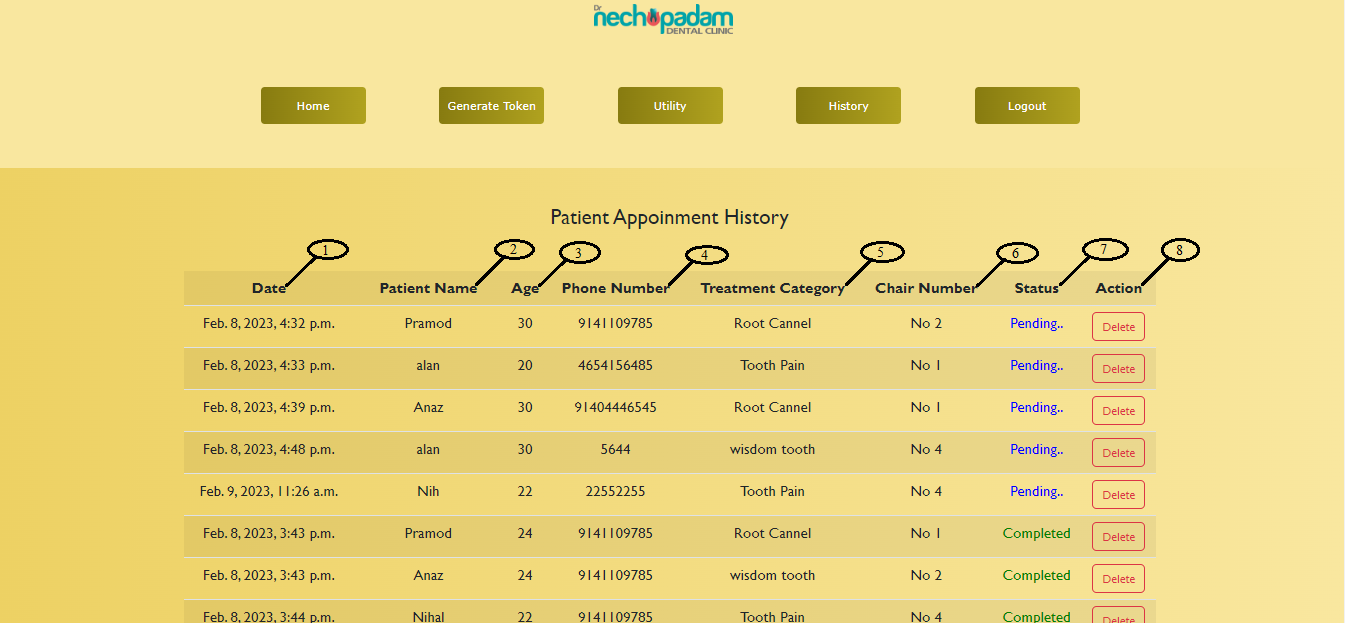 Dr
nechupadam
DENTAL CLINIC
Home Generate Token Utility History Logout
Patient Appoinment History
1 2 3 4 5 6 7 8
Date Patient Name Age Phone Number Treatment Category Chair Number Status Action
Feb. 8, 2023, 4:32 p.m. Pramod 30 9141109785 Root Cannel No 2 Pending.. Delete
Feb. 8, 2023, 4:33 p.m. alan 20 4654156485 Tooth Pain No 1 Pending.. Delete
Feb. 8, 2023, 4:39 p.m. Anaz 30 91404446545 Root Cannel No 1 Pending.. Delete
Feb. 8, 2023, 4:48 p.m. alan 30 5644 wisdom tooth No 4 Pending.. Delete
Feb. 9, 2023, 11:26 a.m. Nih 22 22552255 Tooth Pain No 4 Pending.. Delete
Feb. 8, 2023, 3:43 p.m. Pramod 24 9141109785 Root Cannel No 1 Completed Delete
Feb. 8, 2023, 3:43 p.m. Anaz 24 9141109785 wisdom tooth No 2 Completed Delete
Feb. 8, 2023, 3:44 p.m. Nihal 22 9141109785 Tooth Pain No 4 Completed Delete